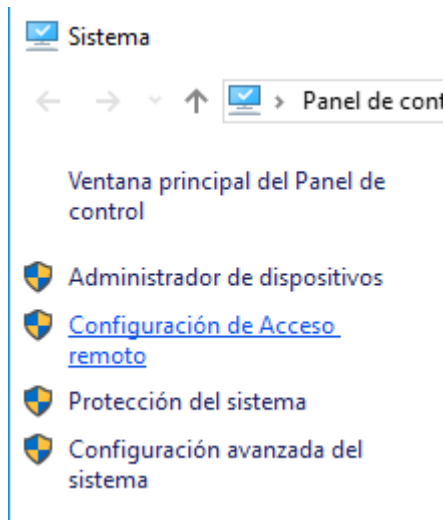 Sistema
Panel de cont
Ventana principal del Panel de
control
Administrador de dispositivos
Configuración de Acceso
remoto
Protección del sistema
Configuración avanzada del
sistema